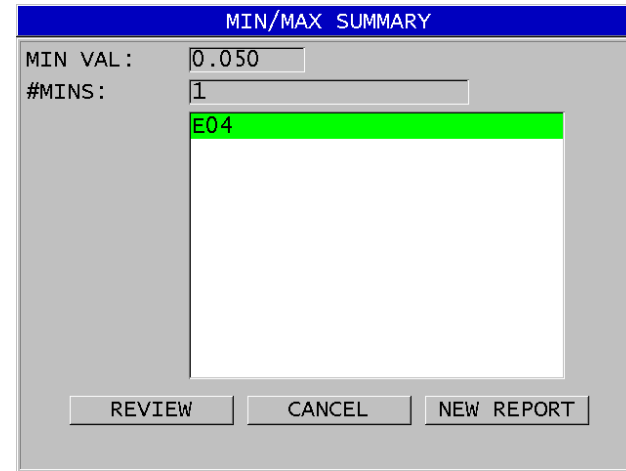 MIN/MAX SUMMARY
MIN VAL: 0.050
#MINS: 1
E04
REVIEW CANCEL NEW REPORT